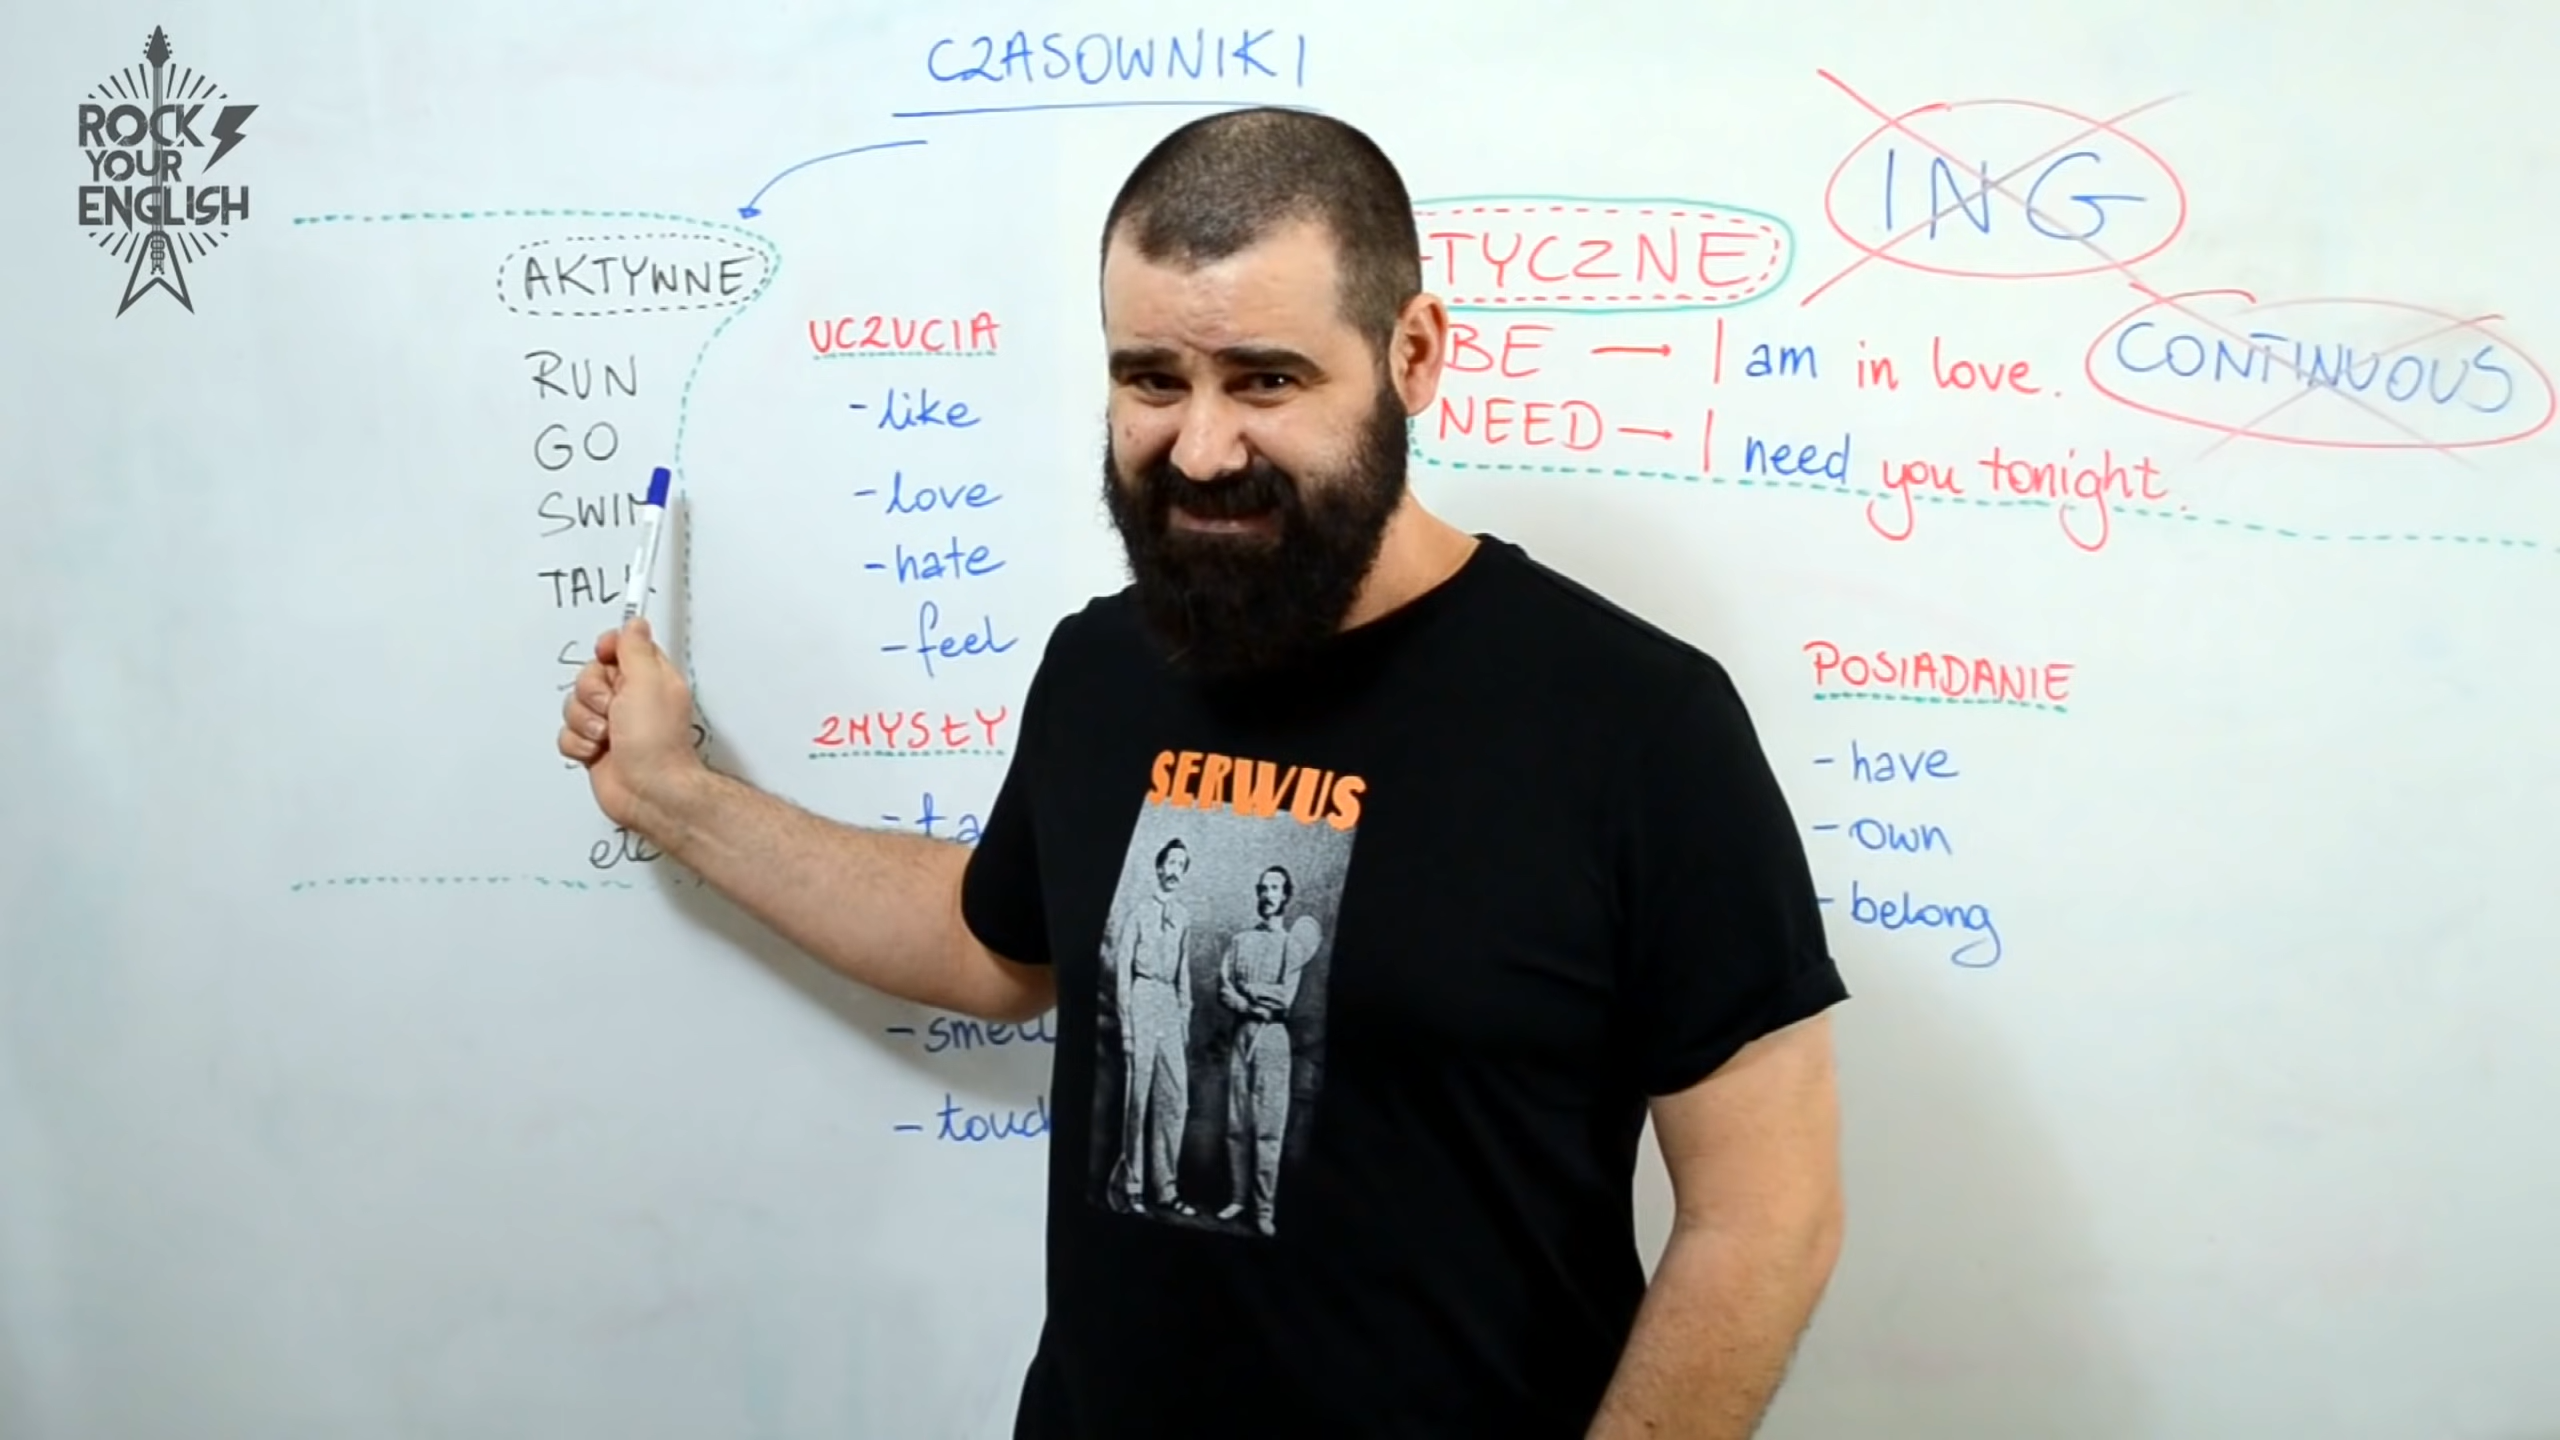 ROCK
YOUR
ENGLISH
CZASOWNIKI
AKTYWNE
RUN
GO
etc
UCZUCIA
-like
-love
-hate
-feel
ZMYSŁY
-smell
-touch
TYCZNE
BE → I am in love.
NEED → I need you tonight.
ING
CONTINUOUS
POSIADANIE
-have
-own
-belong
SERWUS